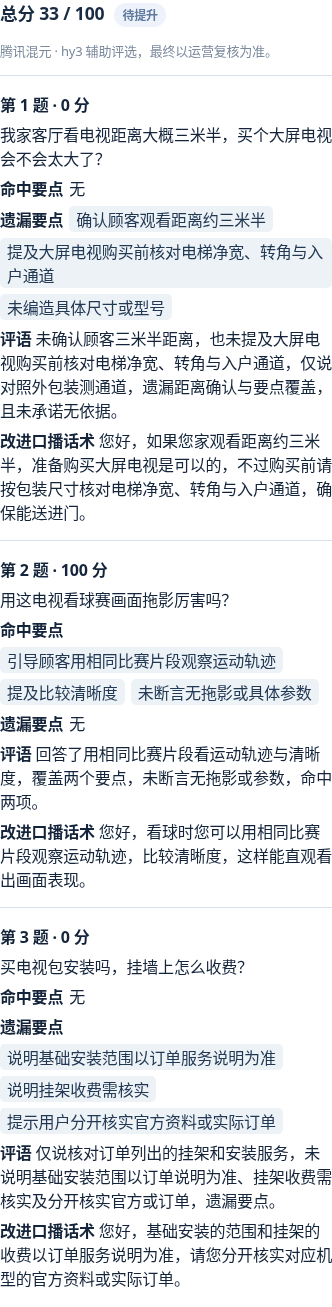 总分 33 / 100 待提升
腾讯混元 · hy3 辅助评选，最终以运营复核为准。
第 1 题 · 0 分
我家客厅看电视距离大概三米半，买个大屏电视
会不会太大了？
命中要点 无
遗漏要点 确认顾客观看距离约三米半
提及大屏电视购买前核对电梯净宽、转角与入
户通道
未编造具体尺寸或型号
评语 未确认顾客三米半距离，也未提及大屏电
视购买前核对电梯净宽、转角与入户通道，仅说
对照外包装测通道，遗漏距离确认与要点覆盖，
且未承诺无依据。
改进口播话术 您好，如果您家观看距离约三米
半，准备购买大屏电视是可以的，不过购买前请
按包装尺寸核对电梯净宽、转角与入户通道，确
保能送进门。
第 2 题 · 100 分
用这电视看球赛画面拖影厉害吗？
命中要点
引导顾客用相同比赛片段观察运动轨迹
提及比较清晰度 未断言无拖影或具体参数
遗漏要点 无
评语 回答了用相同比赛片段看运动轨迹与清晰
度，覆盖两个要点，未断言无拖影或参数，命中
两项。
改进口播话术 您好，看球时您可以用相同比赛
片段观察运动轨迹，比较清晰度，这样能直观看
出画面表现。
第 3 题 · 0 分
买电视包安装吗，挂墙上怎么收费？
命中要点 无
遗漏要点
说明基础安装范围以订单服务说明为准
说明挂架收费需核实
提示用户分开核实官方资料或实际订单
评语 仅说核对订单列出的挂架和安装服务，未
说明基础安装范围以订单说明为准、挂架收费需
核实及分开核实官方或订单，遗漏要点。
改进口播话术 您好，基础安装的范围和挂架的
收费以订单服务说明为准，请您分开核实对应机
型的官方资料或实际订单。